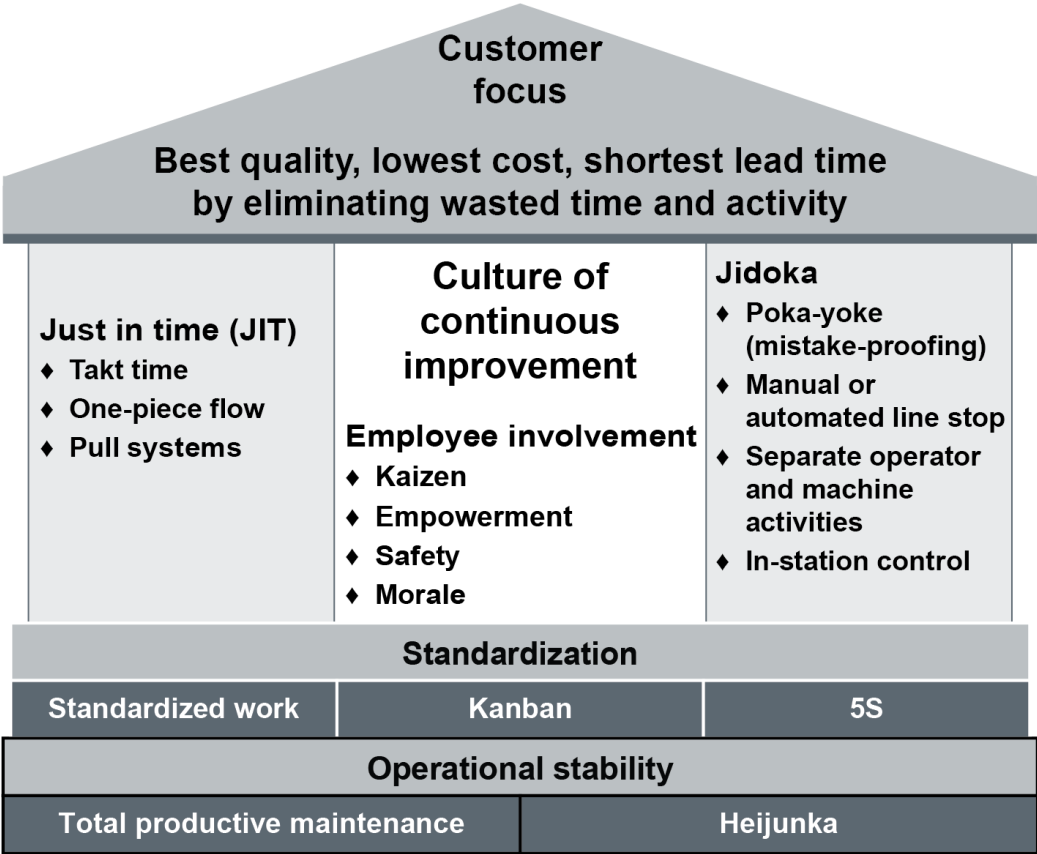 Customer
focus
Best quality, lowest cost, shortest lead time
by eliminating wasted time and activity
Just in time (JIT)
♦ Takt time
♦ One-piece flow
♦ Pull systems
Culture of
continuous
improvement
Employee involvement
♦ Kaizen
♦ Empowerment
♦ Safety
♦ Morale
Jidoka
♦ Poka-yoke
(mistake-proofing)
♦ Manual or
automated line stop
♦ Separate operator
and machine
activities
♦ In-station control
Standardization
Standardized work
Kanban
5S
Operational stability
Total productive maintenance
Heijunka